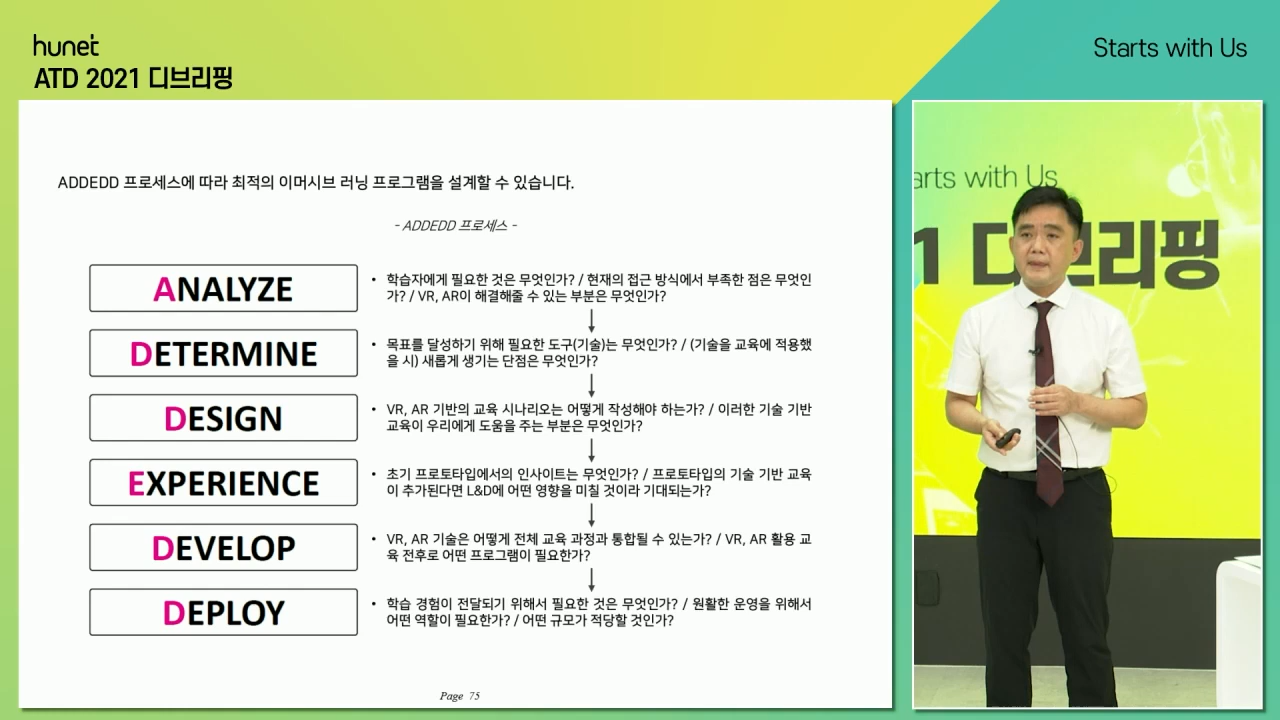 hunet
ATD 2021 디브리핑
Starts with Us
ADDEDD 프로세스에 따라 최적의 이머시브 러닝 프로그램을 설계할 수 있습니다.
- ADDEDD 프로세스 -
ANALYZE
• 학습자에게 필요한 것은 무엇인가? / 현재의 접근 방식에서 부족한 점은 무엇인
가? / VR, AR이 해결해줄 수 있는 부분은 무엇인가?
DETERMINE
• 목표를 달성하기 위해 필요한 도구(기술)는 무엇인가? / (기술을 교육에 적용했
을 시) 새롭게 생기는 단점은 무엇인가?
DESIGN
• VR, AR 기반의 교육 시나리오는 어떻게 작성해야 하는가? / 이러한 기술 기반
교육이 우리에게 도움을 주는 부분은 무엇인가?
EXPERIENCE
• 초기 프로토타입에서의 인사이트는 무엇인가? / 프로토타입의 기술 기반 교육
이 추가된다면 L&D에 어떤 영향을 미칠 것이라 기대되는가?
DEVELOP
• VR, AR 기술은 어떻게 전체 교육 과정과 통합될 수 있는가? / VR, AR 활용 교
육 전후로 어떤 프로그램이 필요한가?
DEPLOY
• 학습 경험이 전달되기 위해서 필요한 것은 무엇인가? / 원활한 운영을 위해서
어떤 역할이 필요한가? / 어떤 규모가 적당할 것인가?
Page 75
arts with Us
1 디브리핑